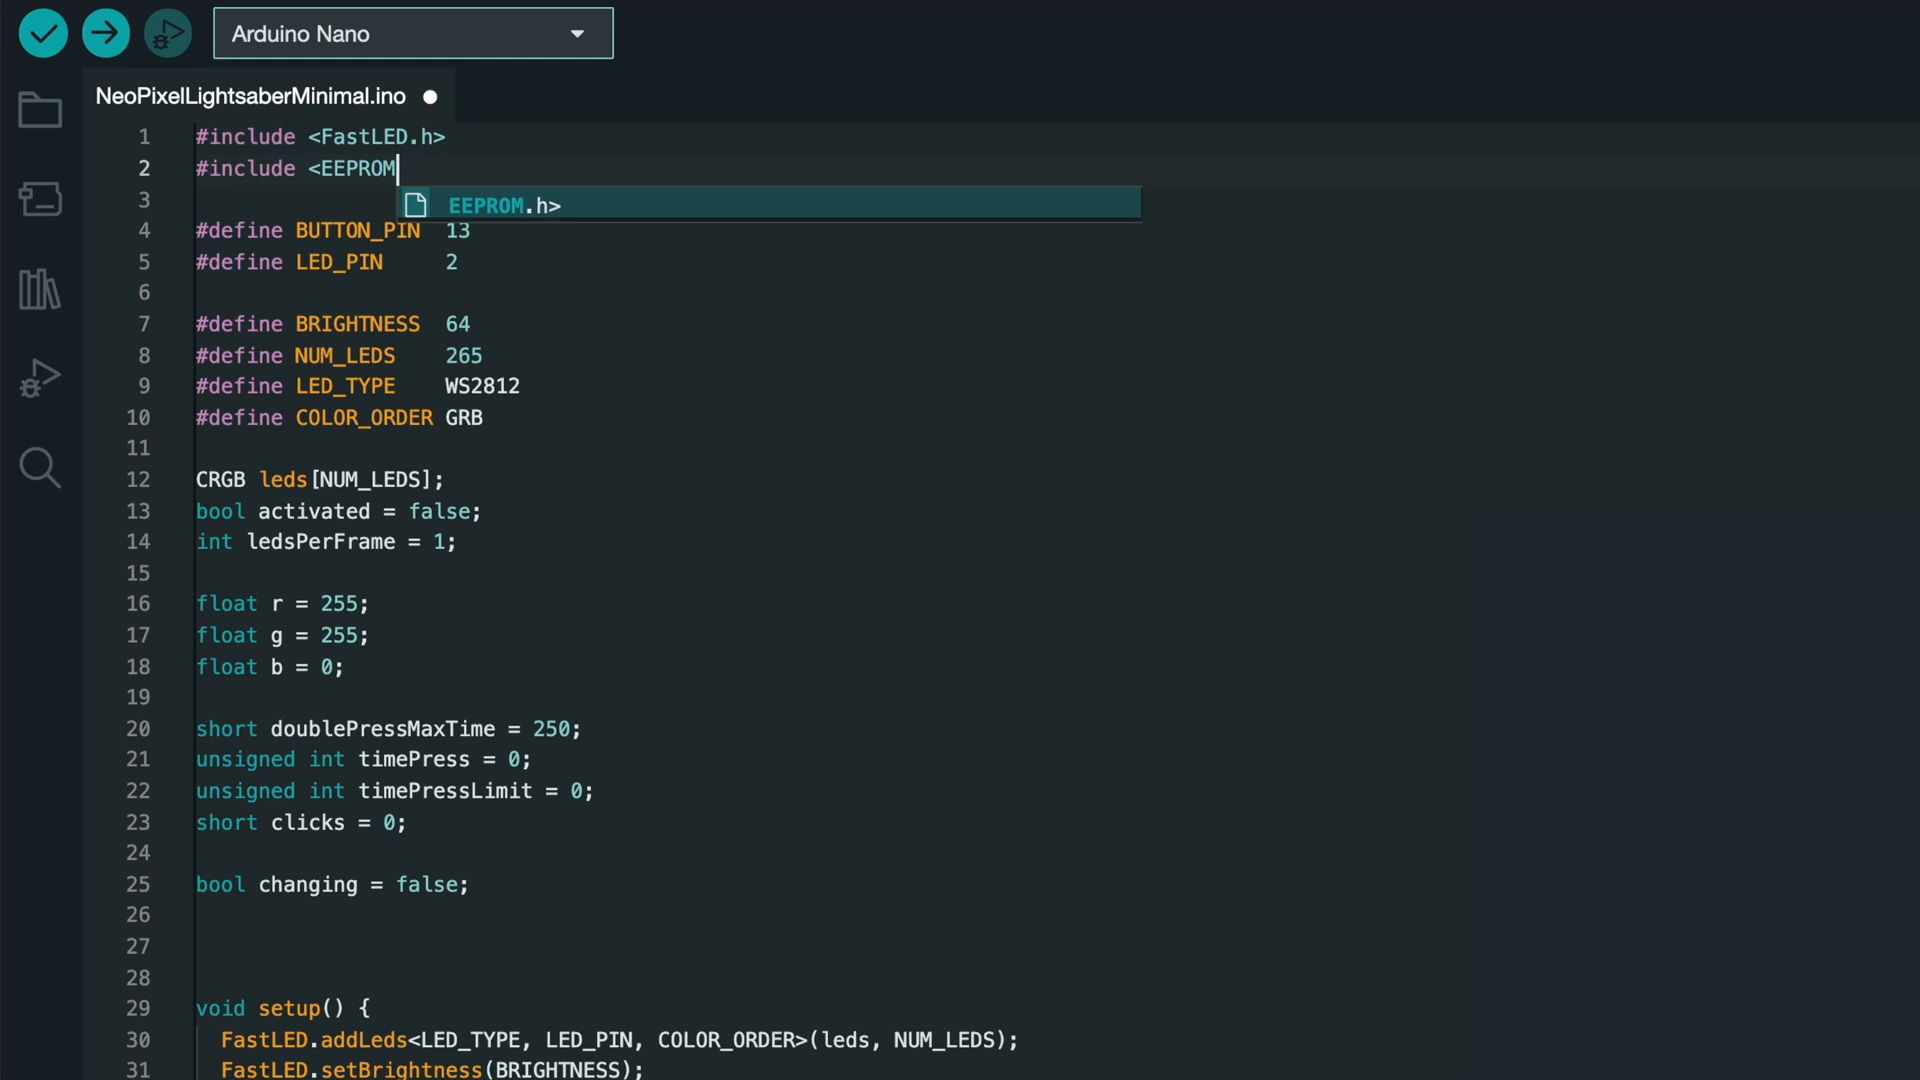 Arduino Nano
NeoPixelLightsaberMinimal.ino
1 #include <FastLED.h>
2 #include <EEPROM
EEPROM.h>
3
4 #define BUTTON_PIN 13
5 #define LED_PIN 2
6
7 #define BRIGHTNESS 64
8 #define NUM_LEDS 265
9 #define LED_TYPE WS2812
10 #define COLOR_ORDER GRB
11
12 CRGB leds[NUM_LEDS];
13 bool activated = false;
14 int ledsPerFrame = 1;
15
16 float r = 255;
17 float g = 255;
18 float b = 0;
19
20 short doublePressMaxTime = 250;
21 unsigned int timePress = 0;
22 unsigned int timePressLimit = 0;
23 short clicks = 0;
24
25 bool changing = false;
26
27
28
29 void setup() {
30 FastLED.addLeds<LED_TYPE, LED_PIN, COLOR_ORDER>(leds, NUM_LEDS);
31 FastLED.setBrightness(BRIGHTNESS);